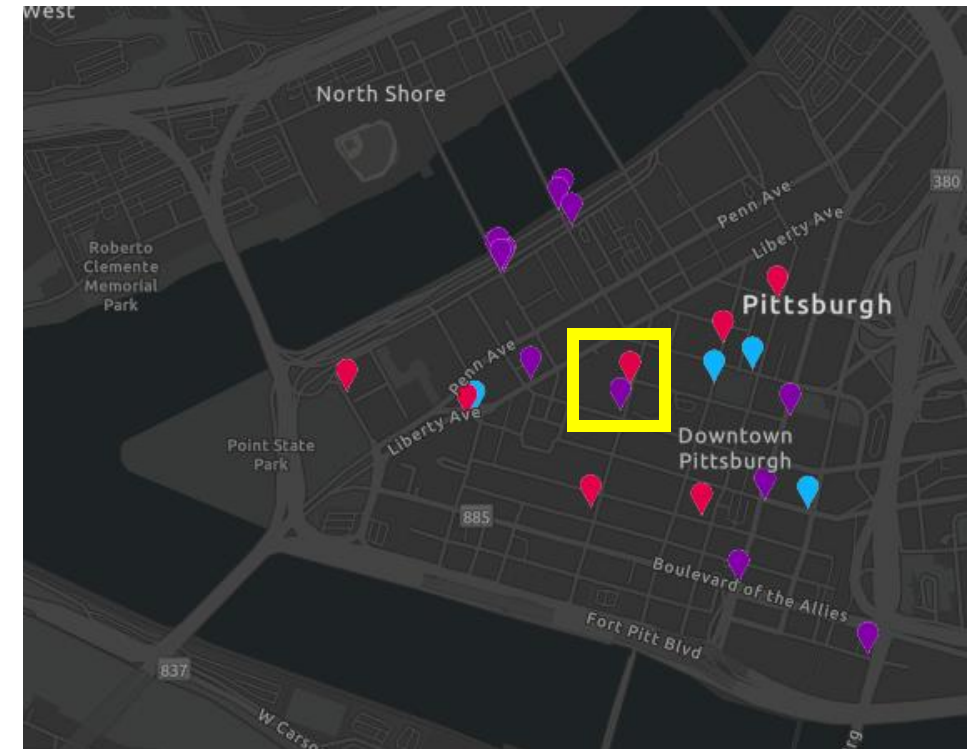 West
North Shore
380
Penn Ave
Liberty Ave
Roberto
Clemente
Memorial
Park
Pittsburgh
Penn Ave
Liberty Ave
Point State
Park
Downtown
Pittsburgh
885
Boulevard of the Allies
Fort Pitt Blvd
837
W Carso
rg